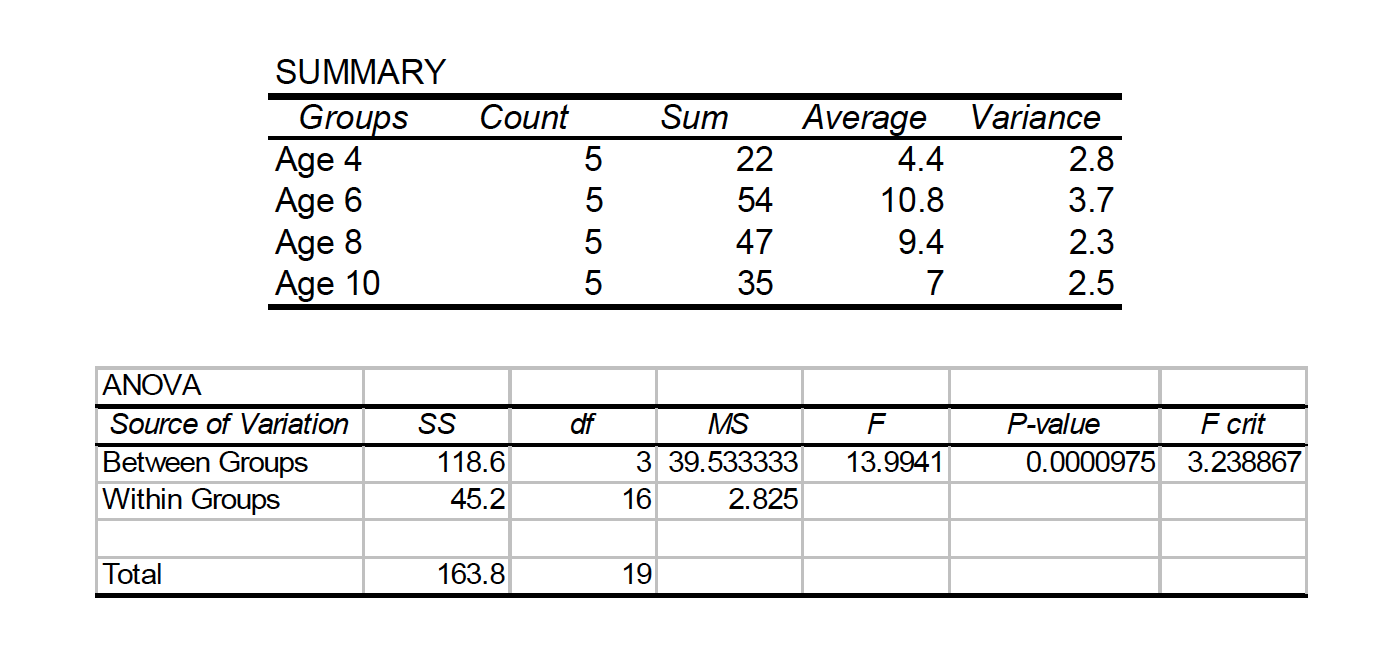 SUMMARY
Groups Count Sum Average Variance
Age 4 5 22 4.4 2.8
Age 6 5 54 10.8 3.7
Age 8 5 47 9.4 2.3
Age 10 5 35 7 2.5
ANOVA
Source of Variation SS df MS F P-value F crit
Between Groups 118.6 3 39.533333 13.9941 0.0000975 3.238867
Within Groups 45.2 16 2.825
Total 163.8 19